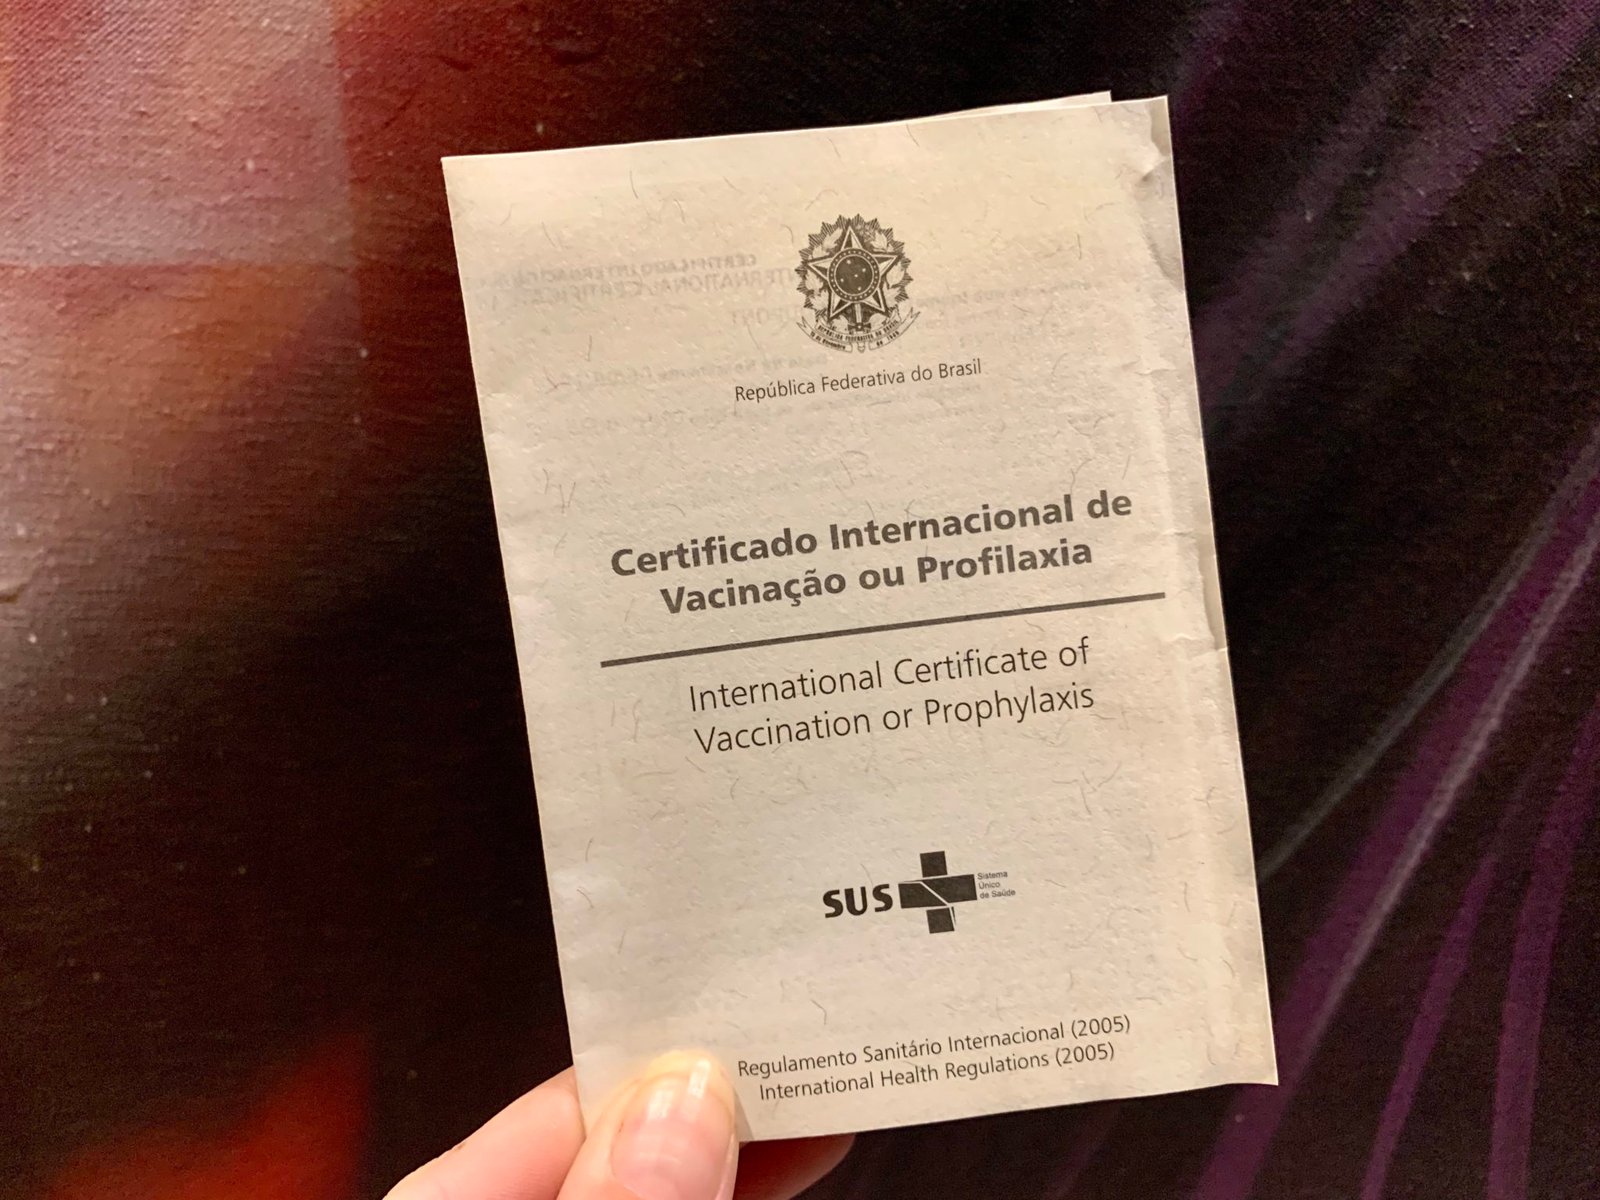 República Federativa do Brasil
Certificado Internacional de
Vacinação ou Profilaxia
International Certificate of
Vaccination or Prophylaxis
SUS
Sistema
Único
de Saúde
Regulamento Sanitário Internacional (2005)
International Health Regulations (2005)